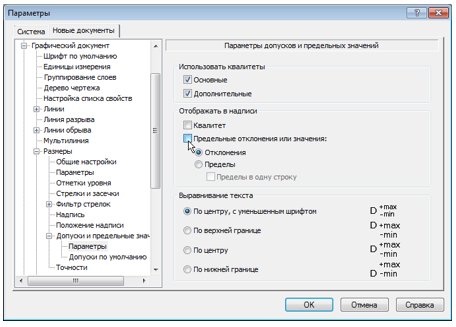 Параметры
Система
Новые документы
Графический документ
Шрифт по умолчанию
Единицы измерения
Группирование слоев
Дерево чертежа
Настройка списка свойств
Линии
Линия разрыва
Линии обрыва
Мультилиния
Размеры
Общие настройки
Параметры
Отметки уровня
Стрелки и засечки
Фильтр стрелок
Надпись
Положение надписи
Допуски и предельные знач
Параметры
Допуски по умолчанию
Точности
Параметры допусков и предельных значений
Использовать квалитеты
Основные
Дополнительные
Отображать в надписи
Квалитет
Предельные отклонения или значения:
Отклонения
Пределы
Пределы в одну строку
Выравнивание текста
По центру, с уменьшенным шрифтом D +max -min
По верхней границе D +max -min
По центру D +max -min
По нижней границе D +max -min
OK Отмена Справка